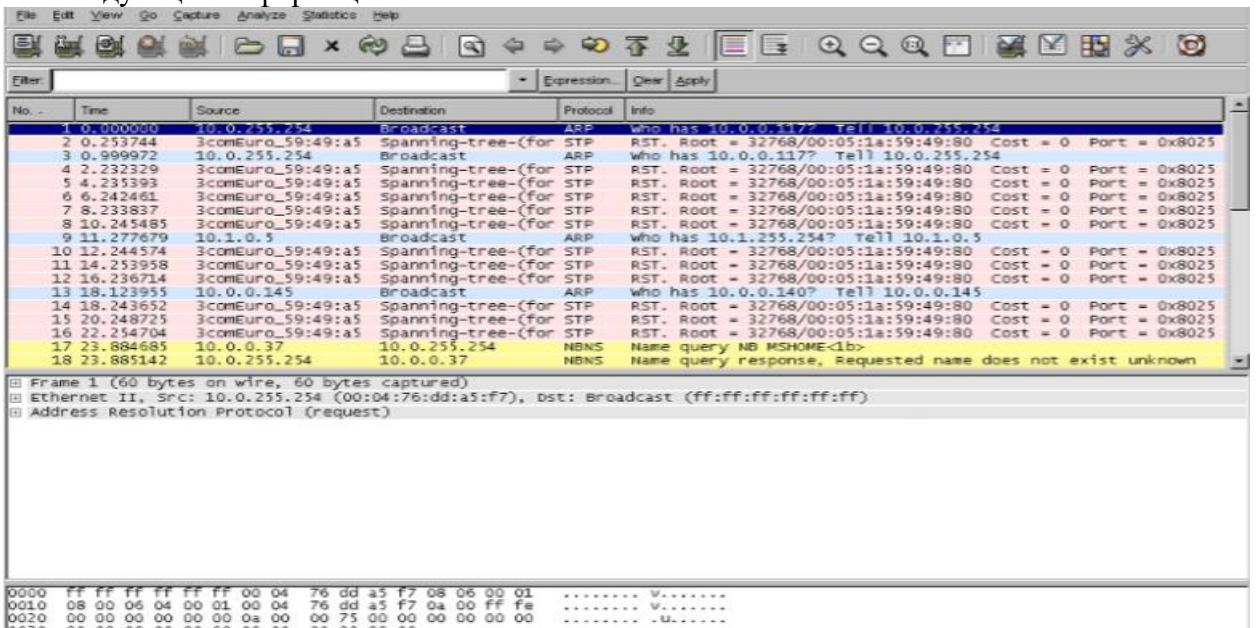 File Edit View Go Capture Analyze Statistics Help
Filter: Expression... Clear Apply
No. - Time Source Destination Protocol Info
1 0.000000 10.0.255.254 Broadcast ARP Who has 10.0.0.117? Tell 10.0.255.254
2 0.253744 3comEuro_59:49:a5 Spanning-tree-(for STP RST. Root = 32768/00:05:1a:59:49:80 Cost = 0 Port = 0x8025
3 0.999972 10.0.255.254 Broadcast ARP Who has 10.0.0.117? Tell 10.0.255.254
4 2.232329 3comEuro_59:49:a5 Spanning-tree-(for STP RST. Root = 32768/00:05:1a:59:49:80 Cost = 0 Port = 0x8025
5 4.235393 3comEuro_59:49:a5 Spanning-tree-(for STP RST. Root = 32768/00:05:1a:59:49:80 Cost = 0 Port = 0x8025
6 6.242461 3comEuro_59:49:a5 Spanning-tree-(for STP RST. Root = 32768/00:05:1a:59:49:80 Cost = 0 Port = 0x8025
7 8.233837 3comEuro_59:49:a5 Spanning-tree-(for STP RST. Root = 32768/00:05:1a:59:49:80 Cost = 0 Port = 0x8025
8 10.245485 3comEuro_59:49:a5 Spanning-tree-(for STP RST. Root = 32768/00:05:1a:59:49:80 Cost = 0 Port = 0x8025
9 11.277679 10.1.0.5 Broadcast ARP Who has 10.1.255.254? Tell 10.1.0.5
10 12.244574 3comEuro_59:49:a5 Spanning-tree-(for STP RST. Root = 32768/00:05:1a:59:49:80 Cost = 0 Port = 0x8025
11 14.253958 3comEuro_59:49:a5 Spanning-tree-(for STP RST. Root = 32768/00:05:1a:59:49:80 Cost = 0 Port = 0x8025
12 16.236714 3comEuro_59:49:a5 Spanning-tree-(for STP RST. Root = 32768/00:05:1a:59:49:80 Cost = 0 Port = 0x8025
13 18.123955 10.0.0.145 Broadcast ARP Who has 10.0.0.140? Tell 10.0.0.145
14 18.243652 3comEuro_59:49:a5 Spanning-tree-(for STP RST. Root = 32768/00:05:1a:59:49:80 Cost = 0 Port = 0x8025
15 20.248725 3comEuro_59:49:a5 Spanning-tree-(for STP RST. Root = 32768/00:05:1a:59:49:80 Cost = 0 Port = 0x8025
16 22.254704 3comEuro_59:49:a5 Spanning-tree-(for STP RST. Root = 32768/00:05:1a:59:49:80 Cost = 0 Port = 0x8025
17 23.884685 10.0.0.37 10.0.255.254 NBNS Name query NB MSHOME<1b>
18 23.885142 10.0.255.254 10.0.0.37 NBNS Name query response, Requested name does not exist unknown
Frame 1 (60 bytes on wire, 60 bytes captured)
Ethernet II, Src: 10.0.255.254 (00:04:76:dd:a5:f7), Dst: Broadcast (ff:ff:ff:ff:ff:ff)
Address Resolution Protocol (request)
0000 ff ff ff ff ff ff 00 04 76 dd a5 f7 08 06 00 01 ........ v.......
0010 08 00 06 04 00 01 00 04 76 dd a5 f7 0a 00 ff fe ........ v.......
0020 00 00 00 00 00 00 0a 00 00 75 00 00 00 00 00 00 ........ .u......